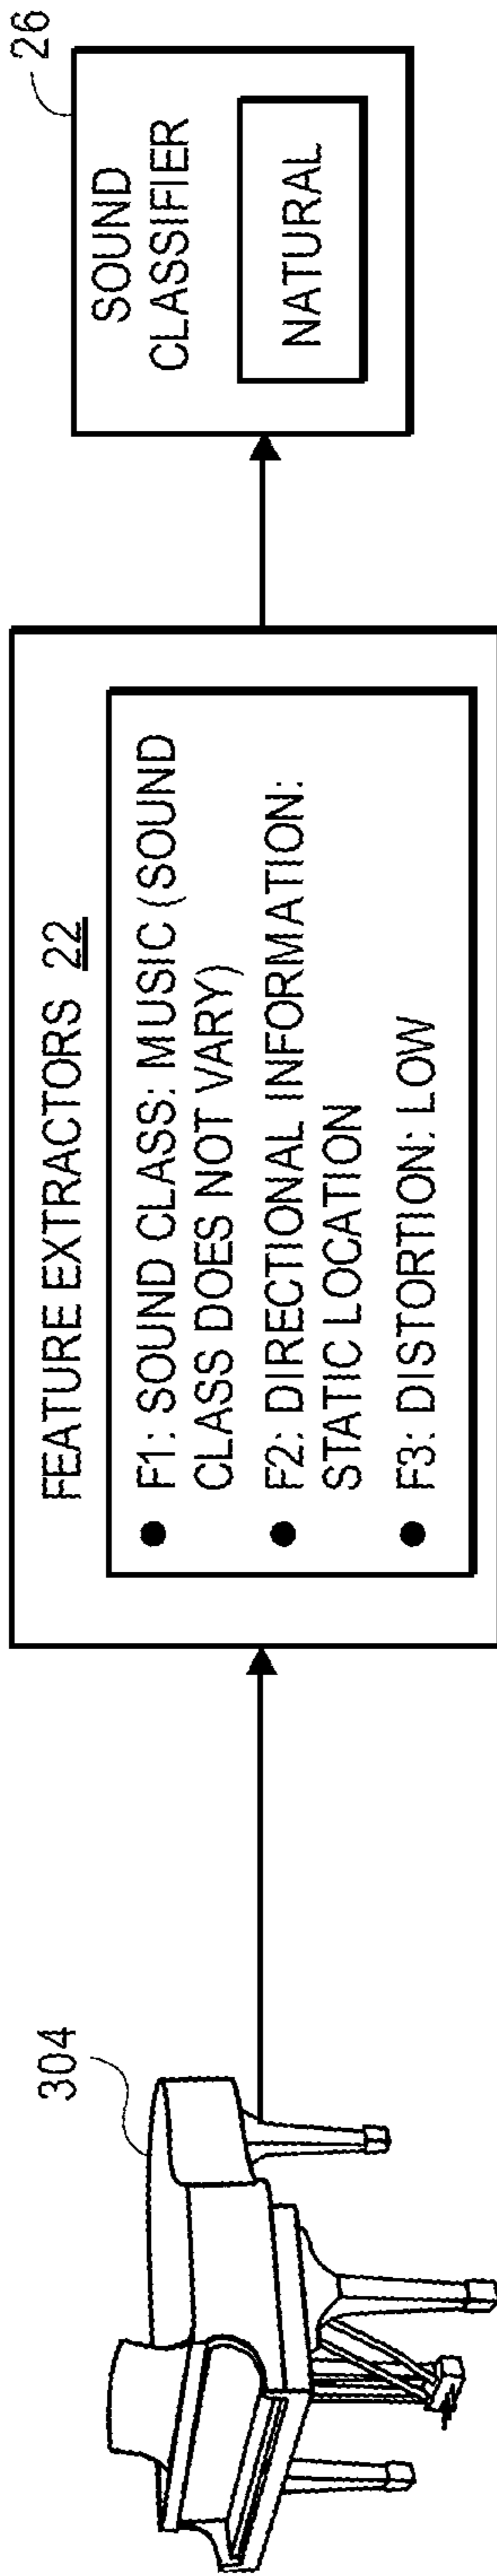 304
FEATURE EXTRACTORS 22
● F1: SOUND CLASS: MUSIC (SOUND
CLASS DOES NOT VARY)
● F2: DIRECTIONAL INFORMATION:
STATIC LOCATION
● F3: DISTORTION: LOW
26
SOUND
CLASSIFIER
NATURAL